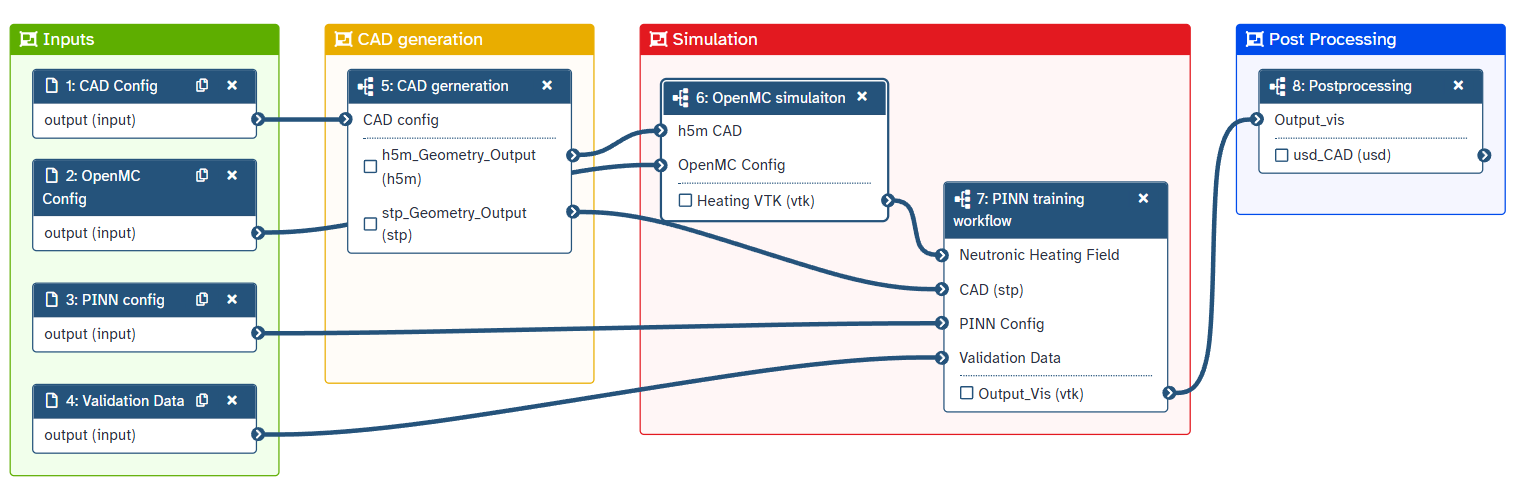 Inputs
1: CAD Config
output (input)
2: OpenMC
Config
output (input)
3: PINN config
output (input)
4: Validation Data
output (input)
CAD generation
5: CAD gerneration
CAD config
h5m_Geometry_Output
(h5m)
stp_Geometry_Output
(stp)
Simulation
6: OpenMC simulaiton
h5m CAD
OpenMC Config
Heating VTK (vtk)
7: PINN training
workflow
Neutronic Heating Field
CAD (stp)
PINN Config
Validation Data
Output_Vis (vtk)
Post Processing
8: Postprocessing
Output_vis
usd_CAD (usd)